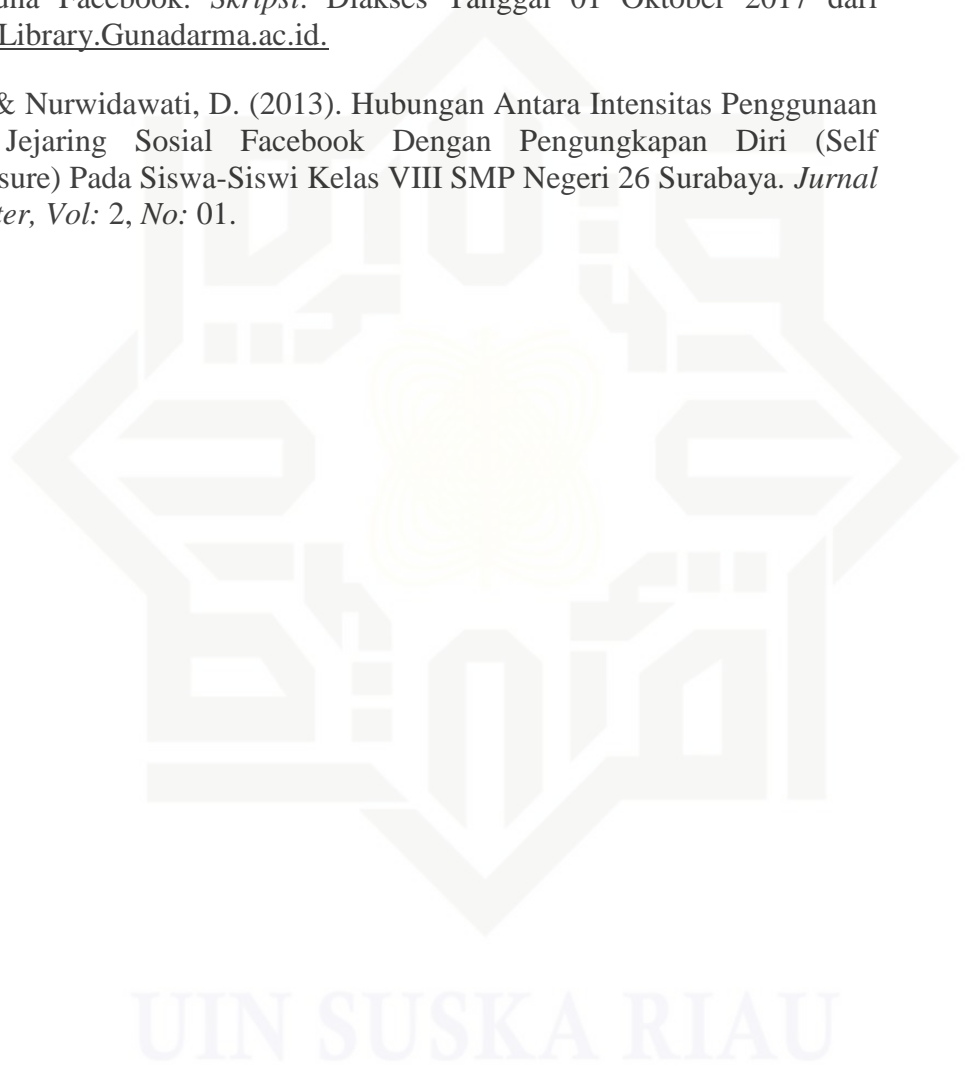 Facebook. Skripsi. Diakses Tanggal 01 Oktober 2017 dari
Library.Gunadarma.ac.id.
& Nurwidawati, D. (2013). Hubungan Antara Intensitas Penggunaan
Jejaring Sosial Facebook Dengan Pengungkapan Diri (Self
sure) Pada Siswa-Siswi Kelas VIII SMP Negeri 26 Surabaya. Jurnal
ter, Vol: 2, No: 01.
UIN SUSKA RIAU